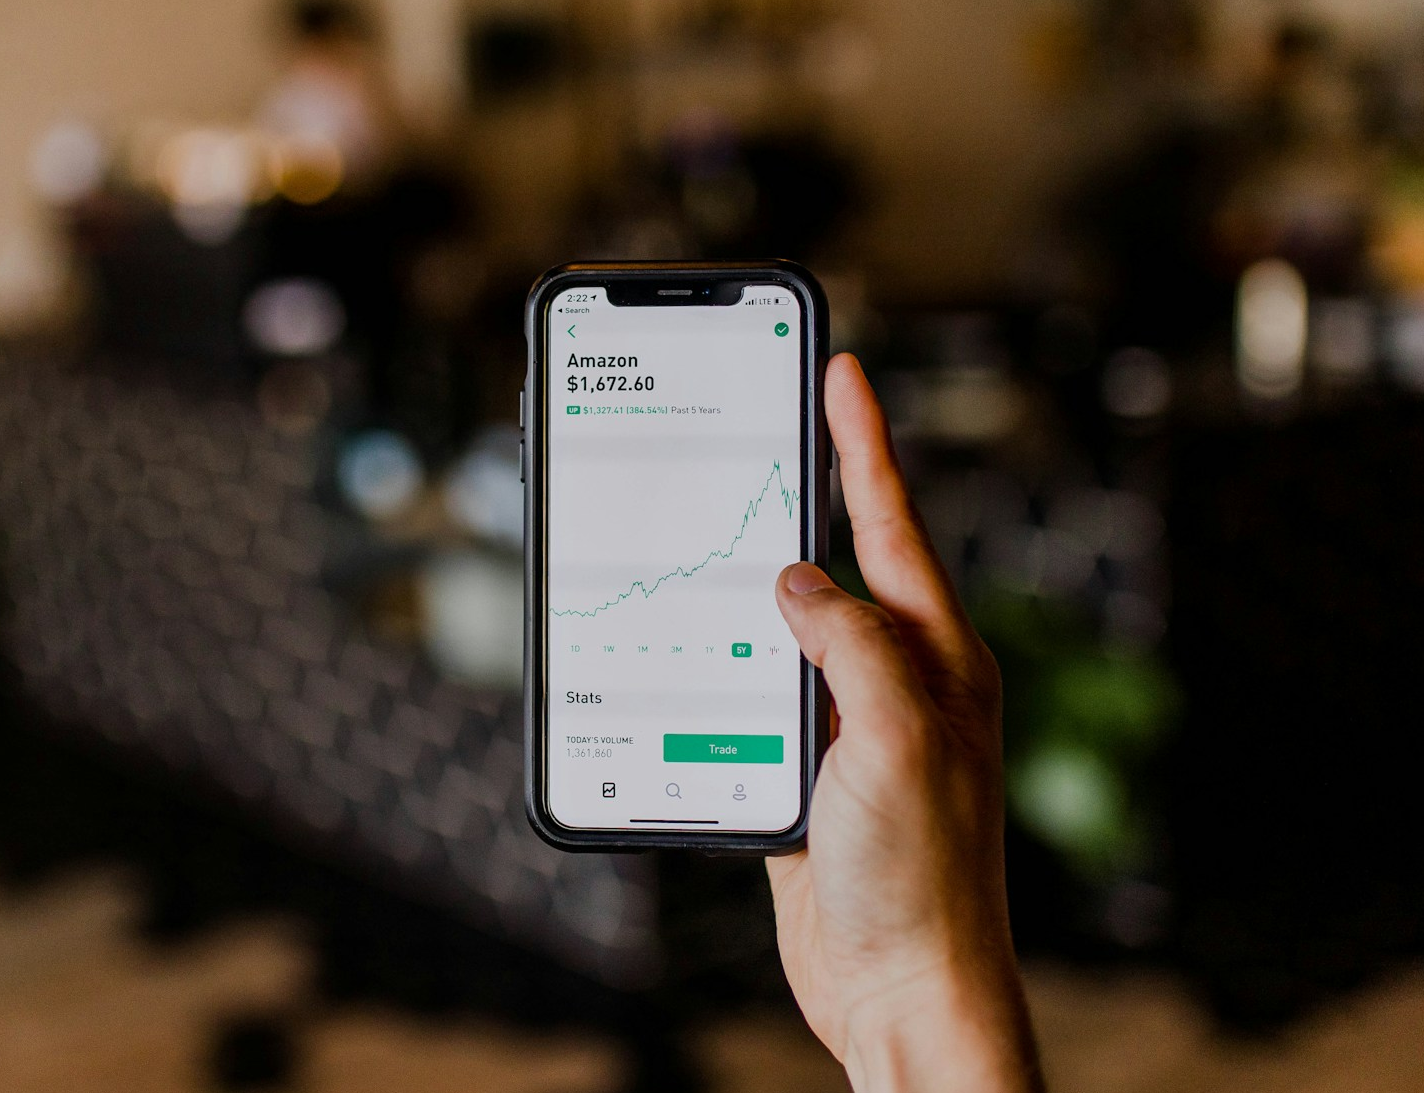 2:22 LTE
Search
Amazon
$1,672.60
UP $1,327.41 (384.54%) Past 5 Years
1D 1W 1M 3M 1Y 5Y
Stats
TODAY'S VOLUME
1,361,860
Trade